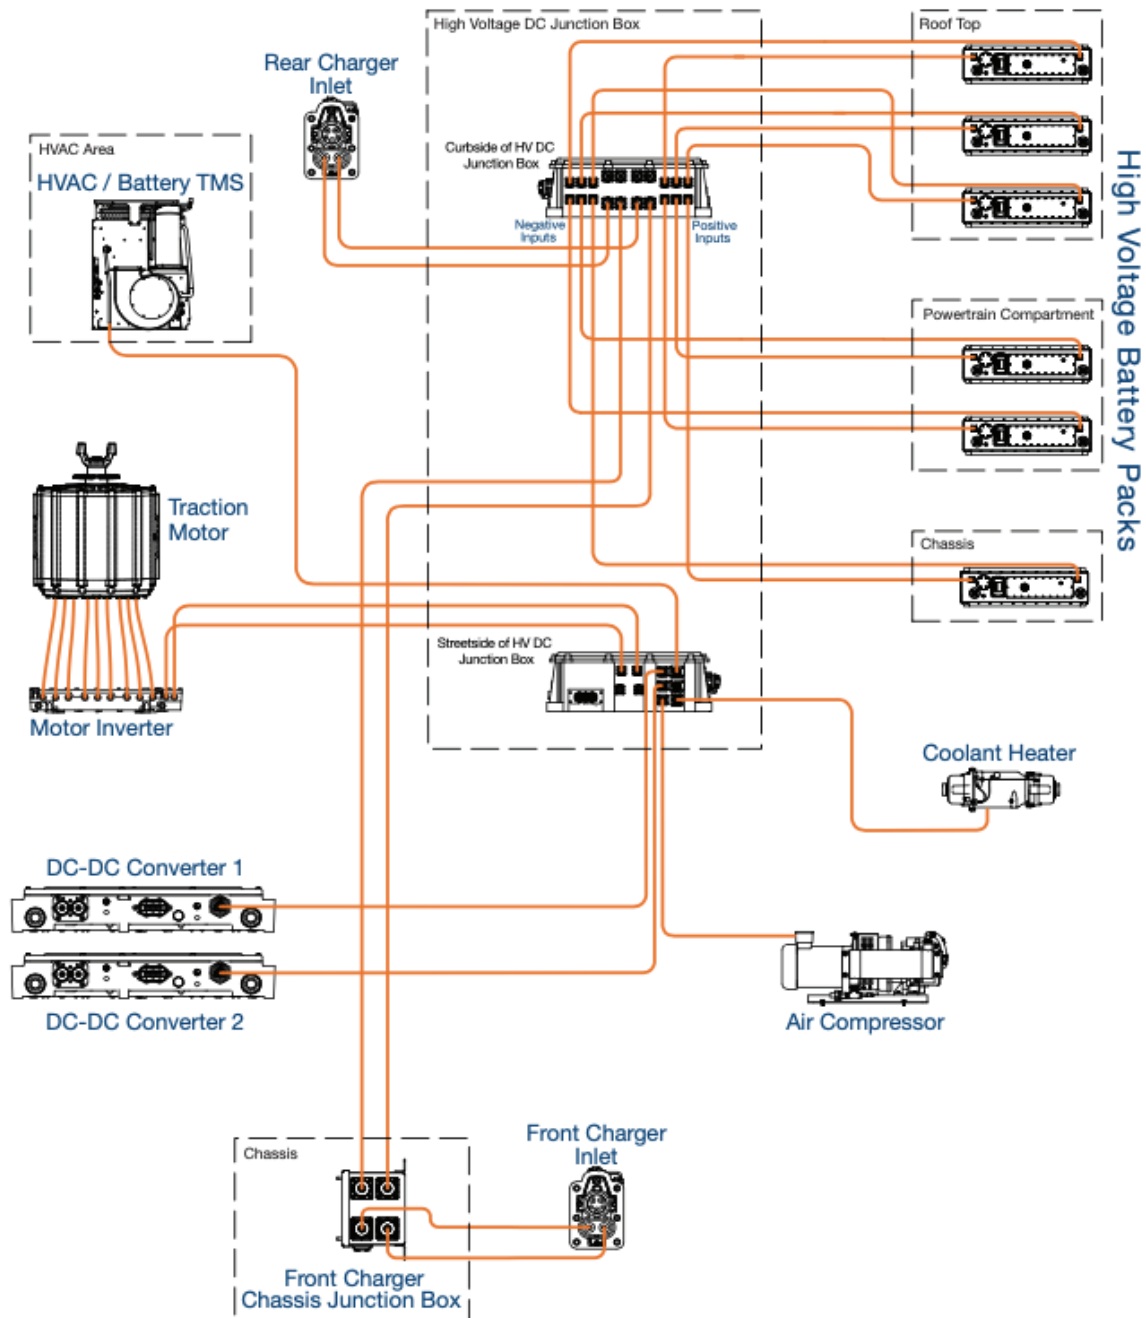 High Voltage DC Junction Box
Roof Top
Rear Charger
Inlet
HVAC Area
HVAC / Battery TMS
Curbside of HV DC
Junction Box
Negative
Inputs
Positive
Inputs
High Voltage Battery Packs
Powertrain Compartment
Traction
Motor
Chassis
Streetside of HV DC
Junction Box
Motor Inverter
Coolant Heater
DC-DC Converter 1
DC-DC Converter 2
Air Compressor
Chassis
Front Charger
Inlet
Front Charger
Chassis Junction Box